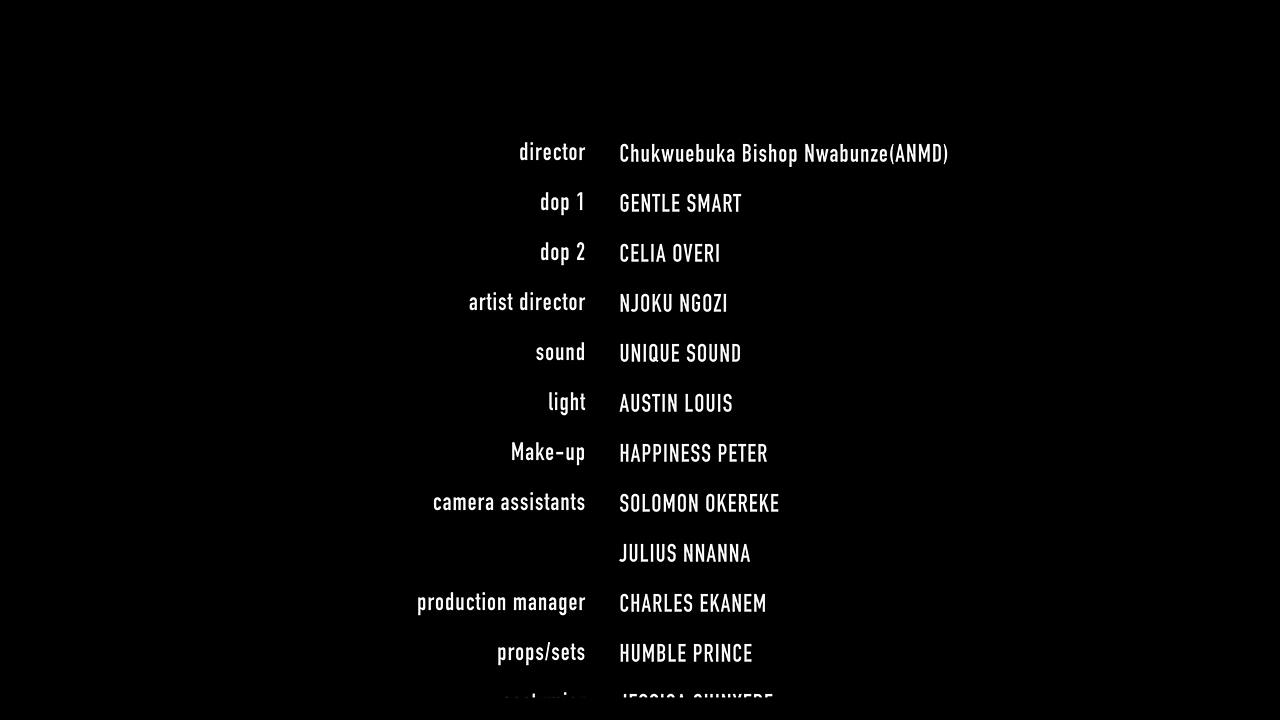 director Chukwuebuka Bishop Nwabunze(ANMD)
dop 1 GENTLE SMART
dop 2 CELIA OVERI
artist director NJOKU NGOZI
sound UNIQUE SOUND
light AUSTIN LOUIS
Make-up HAPPINESS PETER
camera assistants SOLOMON OKEREKE
JULIUS NNANNA
production manager CHARLES EKANEM
props/sets HUMBLE PRINCE